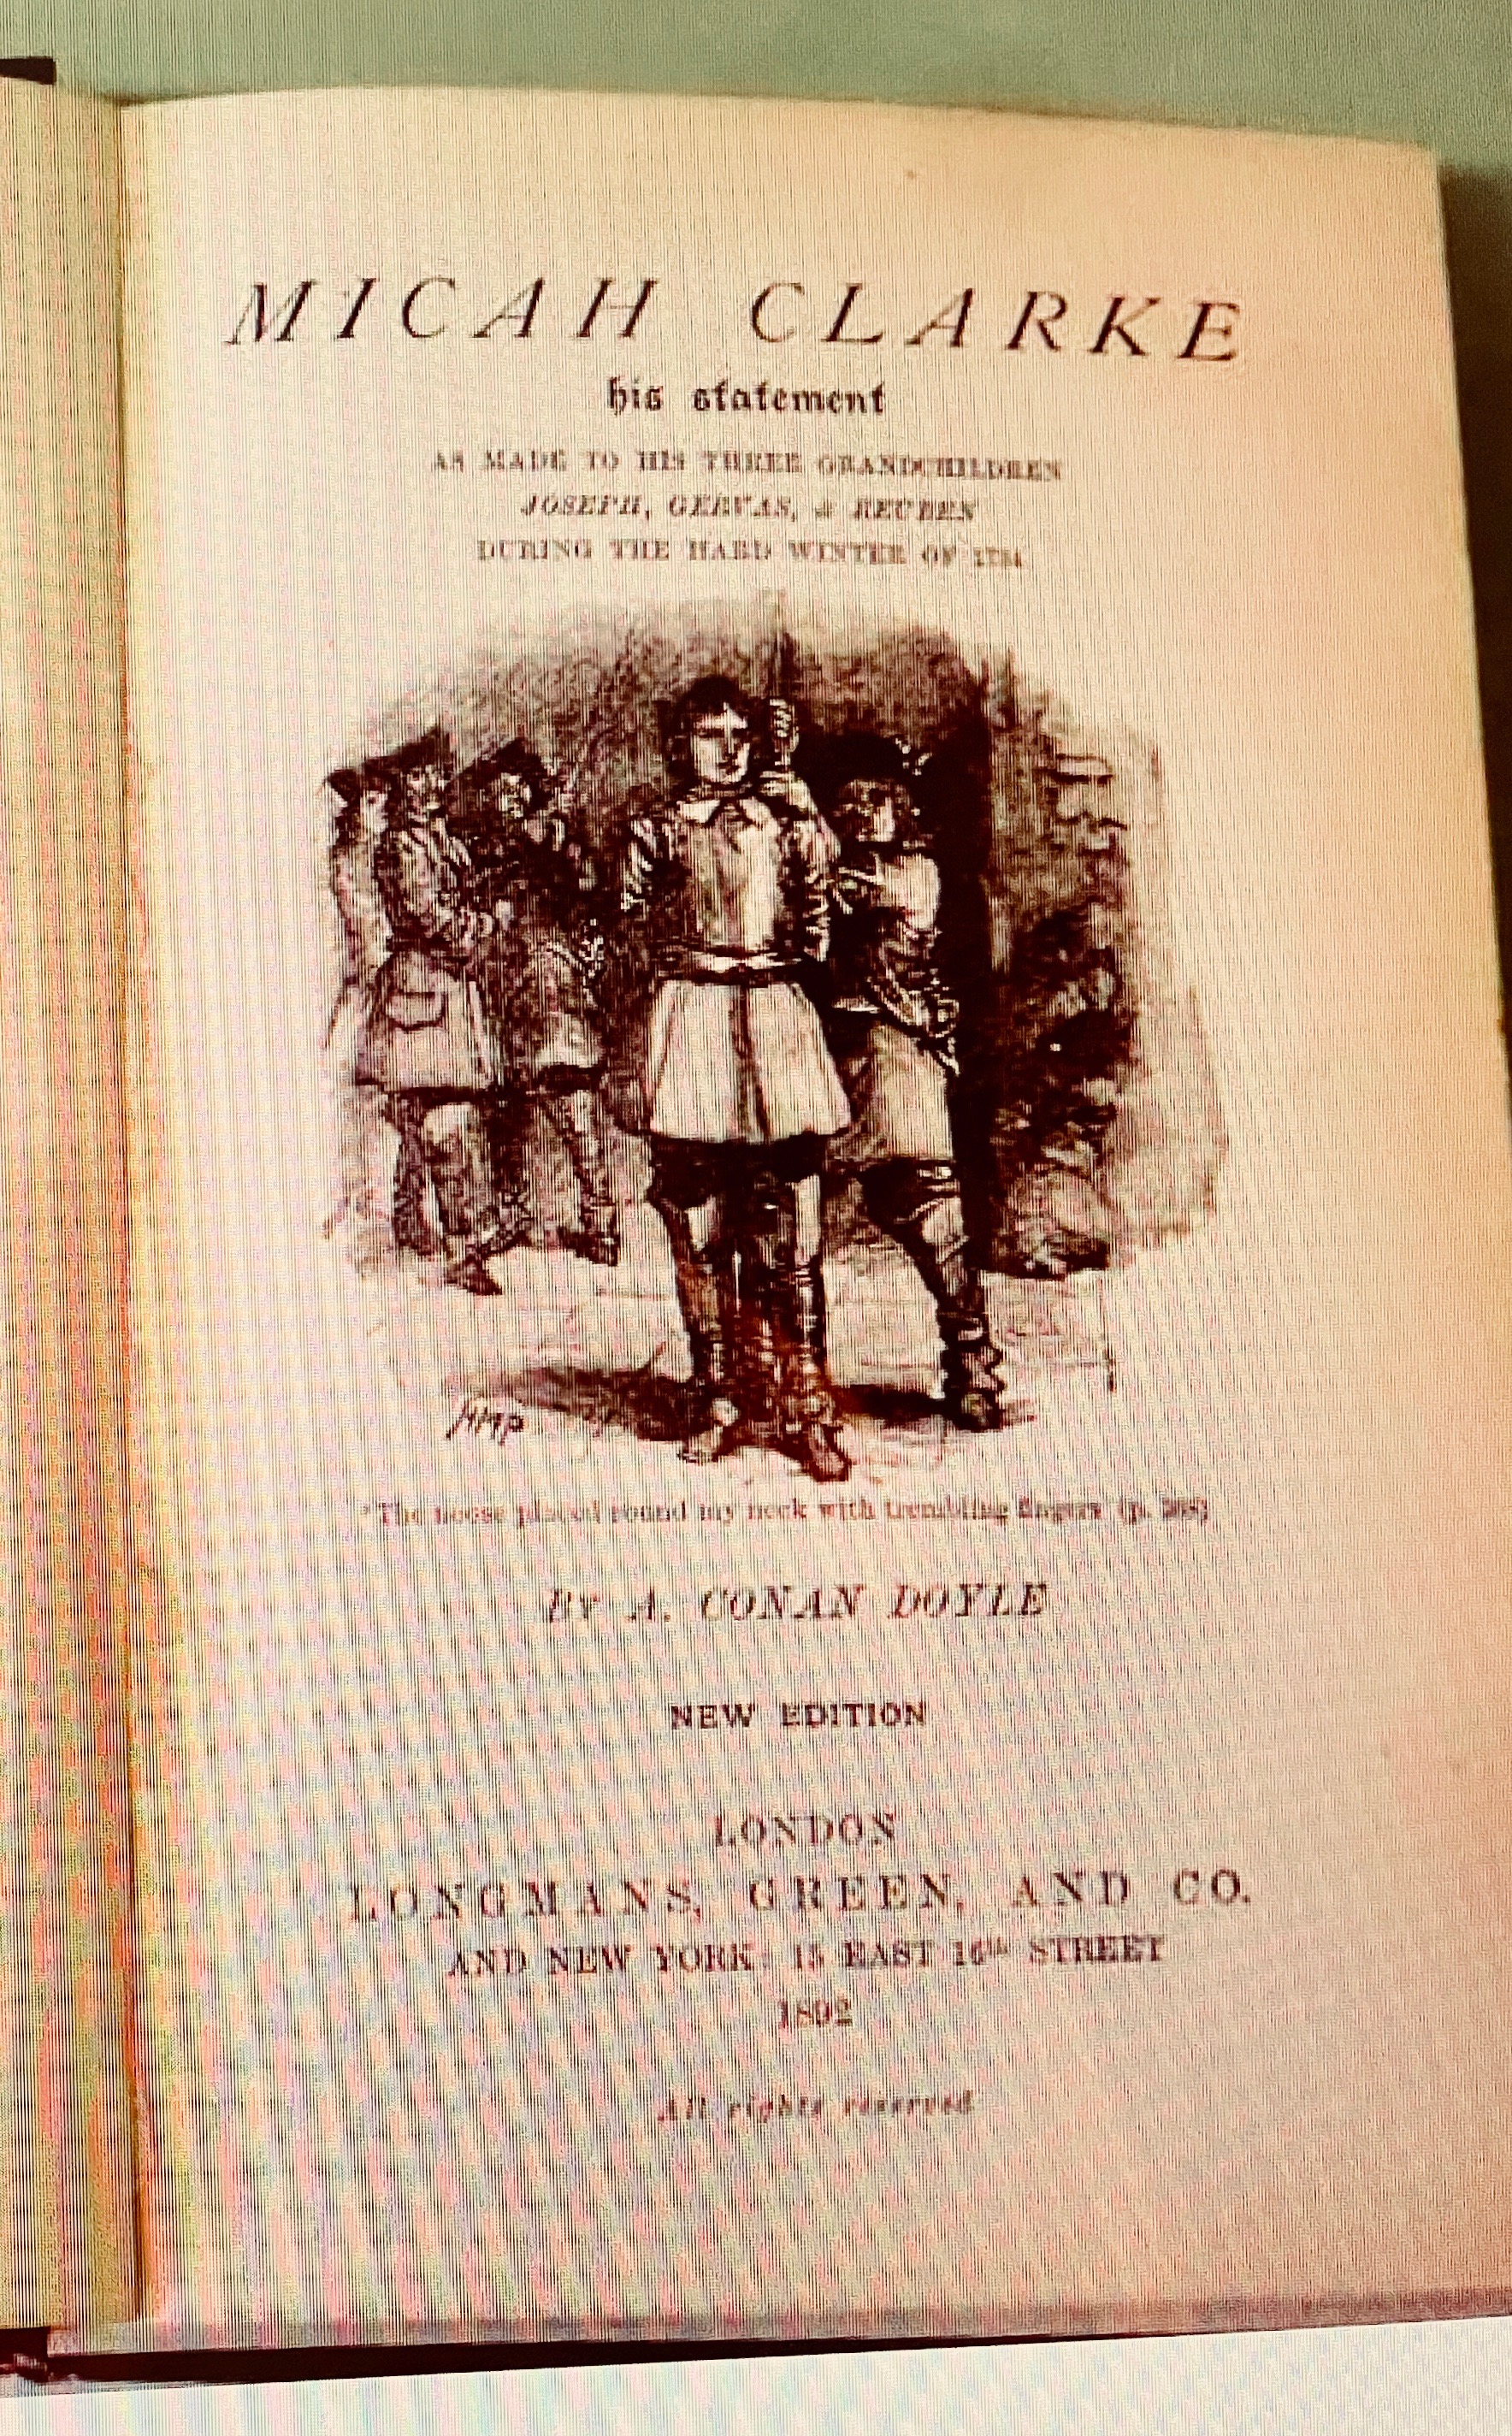 MICAH CLARKE
his statement
AS MADE TO HIS THREE GRANDCHILDREN
JOSEPH, GERVAS, & REUBEN
DURING THE HARD WINTER OF 1734
HMP
'The noose placed round my neck with trembling fingers (p.
BY A. CONAN DOYLE
NEW EDITION
LONDON
LONGMANS, GREEN, AND CO.
AND NEW YORK: 15 EAST 16th STREET
1892
All rights reserved